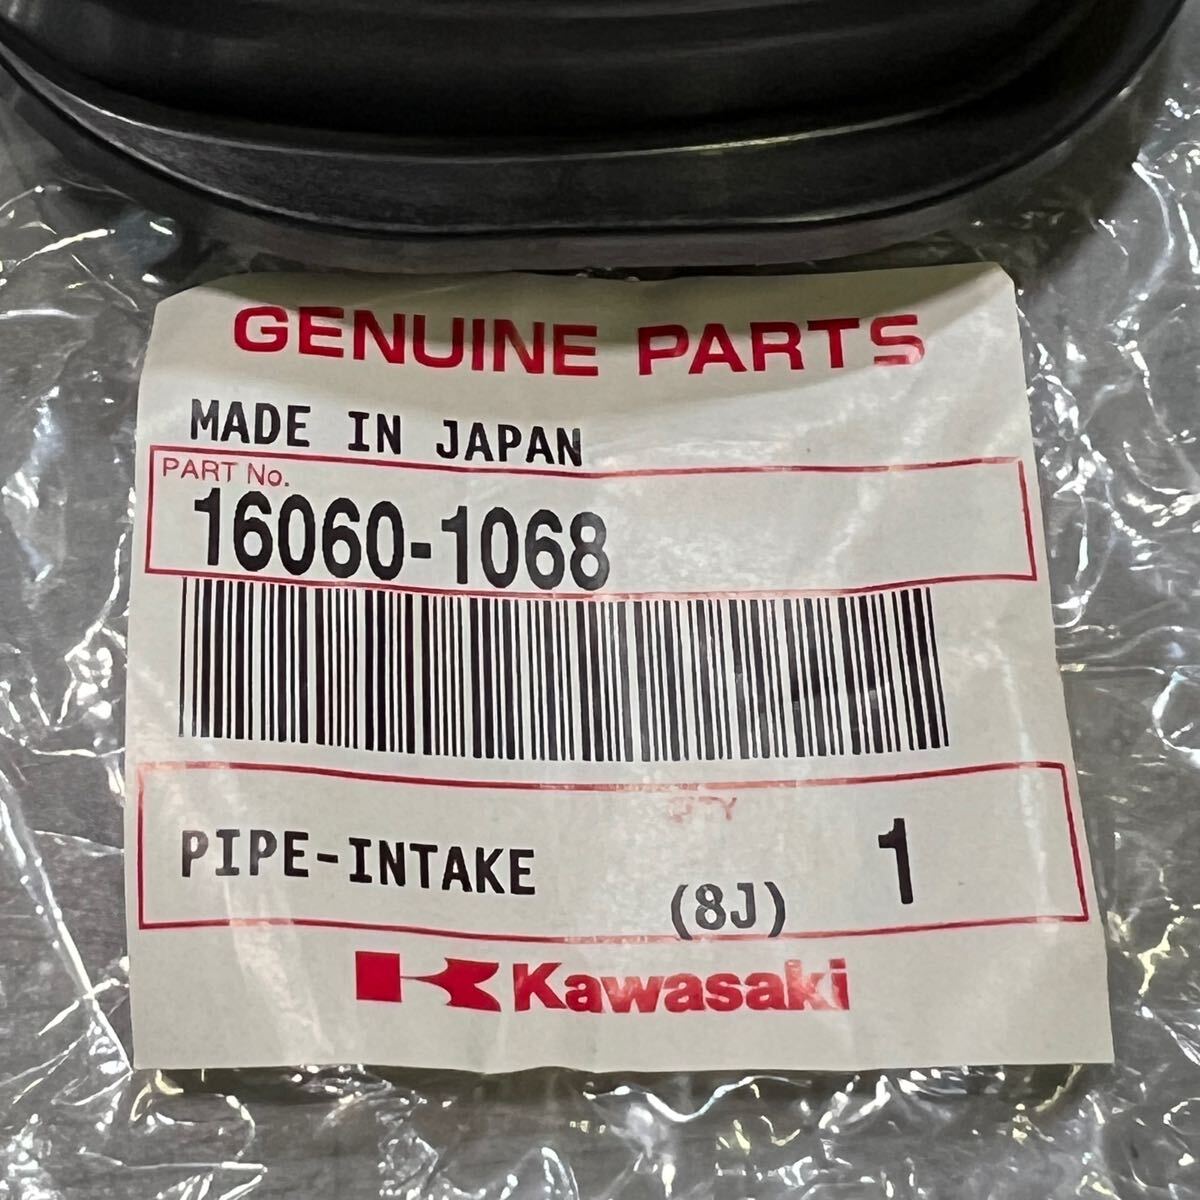 GENUINE PARTS
MADE IN JAPAN
PART No.
16060-1068
QTY
PIPE-INTAKE
(8J)
1
Kawasaki